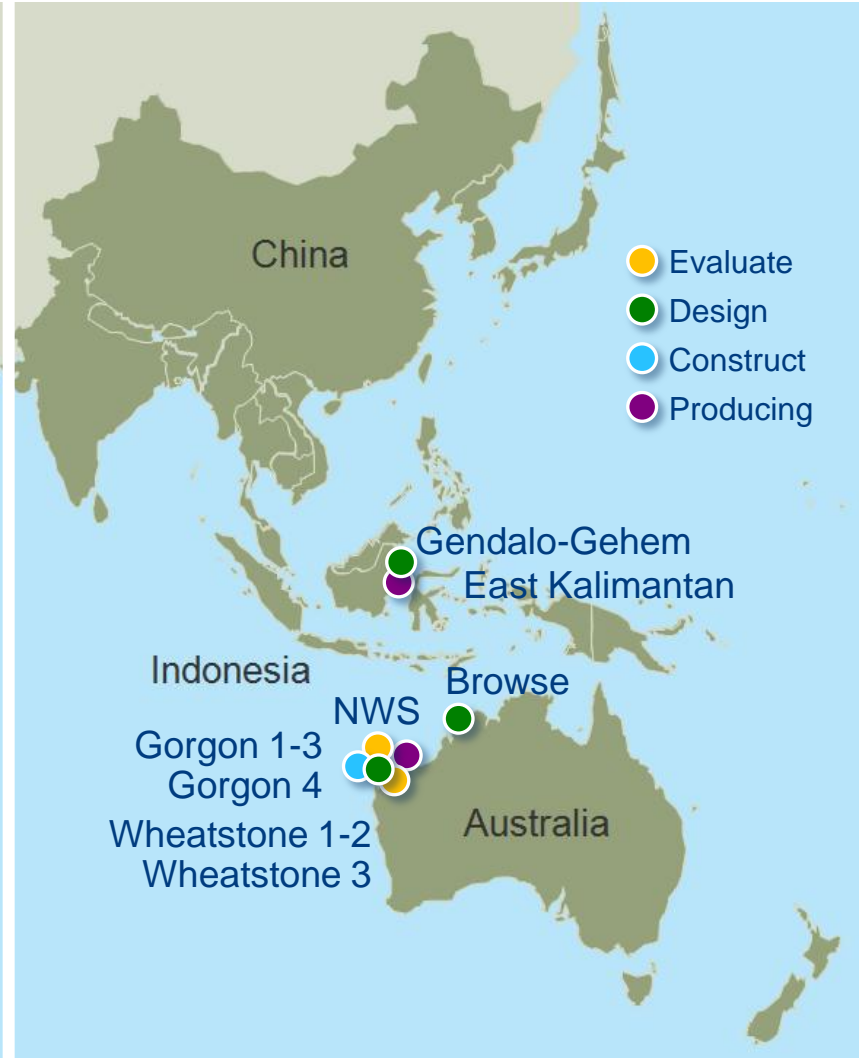 China
Evaluate
Design
Construct
Producing
Gendalo-Gehem
East Kalimantan
Indonesia
Browse
NWS
Gorgon 1-3
Gorgon 4
Wheatstone 1-2
Wheatstone 3
Australia